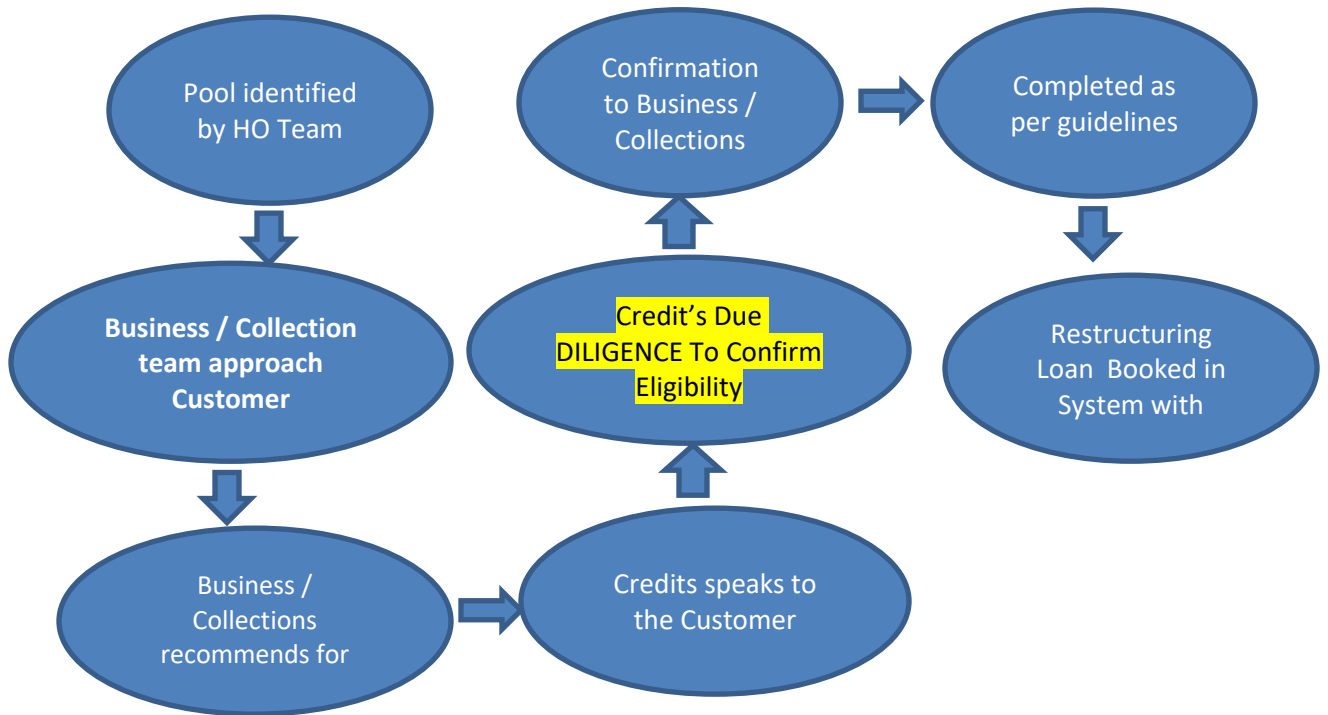 Pool identified
by HO Team
Business / Collection
team approach
Customer
Business /
Collections
recommends for
Credits speaks to
the Customer
Credit’s Due
DILIGENCE To Confirm
Eligibility
Confirmation
to Business /
Collections
Completed as
per guidelines
Restructuring
Loan Booked in
System with